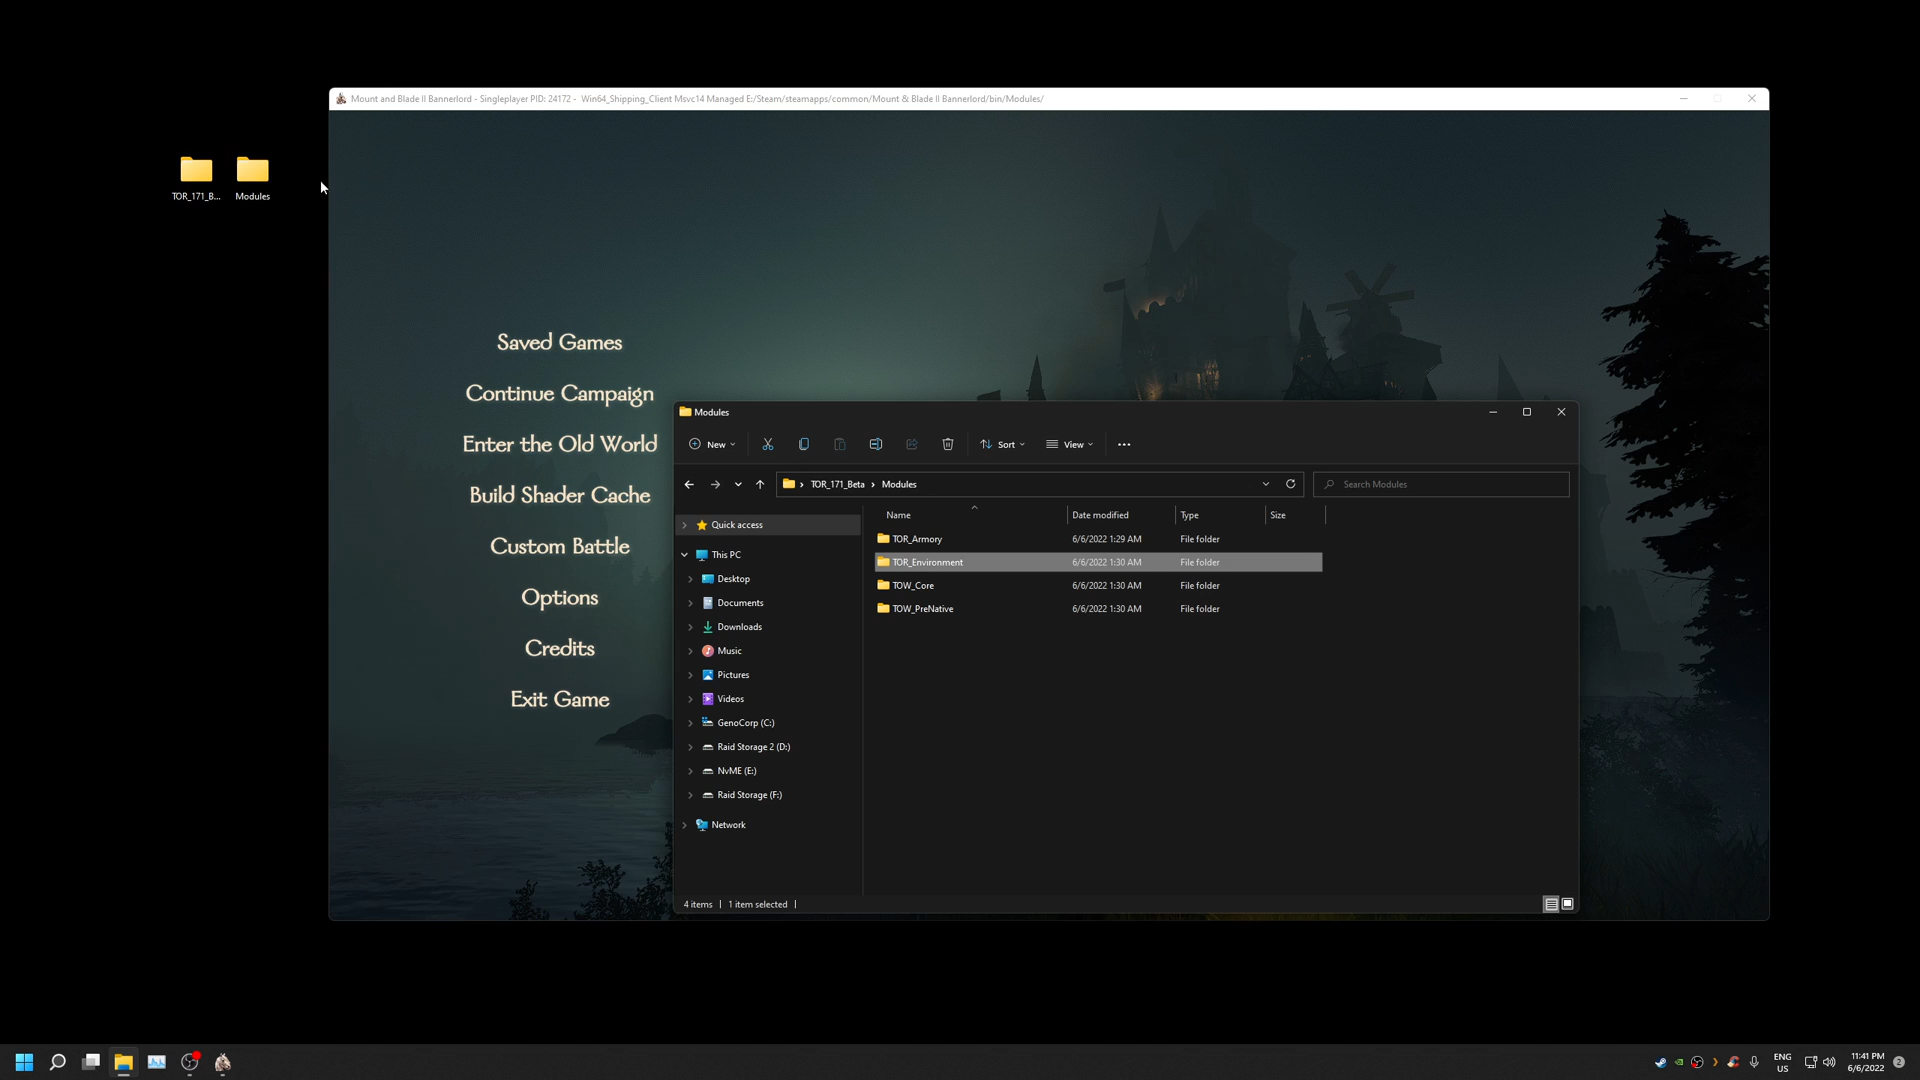 Mount and Blade II Bannerlord - Singleplayer PID: 24172 - Win64_Shipping_Client Msvc14 Managed E:/Steam/steamapps/common/Mount & Blade II Bannerlord/bin/Modules/
TOR_171_B...
Modules
Saved Games
Continue Campaign
Enter the Old World
Build Shader Cache
Custom Battle
Options
Credits
Exit Game
Modules
New
Sort
View
TOR_171_Beta
Modules
Search Modules
Name
Date modified
Type
Size
TOR_Armory 6/6/2022 1:29 AM File folder
TOR_Environment 6/6/2022 1:30 AM File folder
TOW_Core 6/6/2022 1:30 AM File folder
TOW_PreNative 6/6/2022 1:30 AM File folder
Quick access
This PC
Desktop
Documents
Downloads
Music
Pictures
Videos
GenoCorp (C:)
Raid Storage 2 (D:)
NvME (E:)
Raid Storage (F:)
Network
4 items
1 item selected
ENG
US
11:41 PM
6/6/2022
2